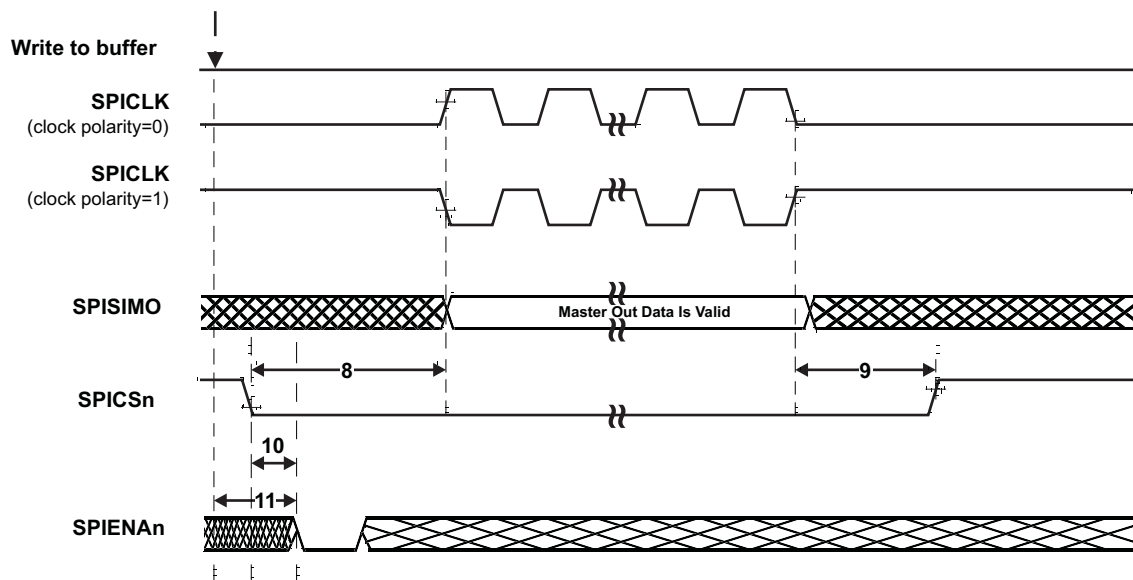 Write to buffer
SPICLK
(clock polarity=0)
SPICLK
(clock polarity=1)
SPISIMO
Master Out Data Is Valid
8
9
SPICSn
10
11
SPIENAn